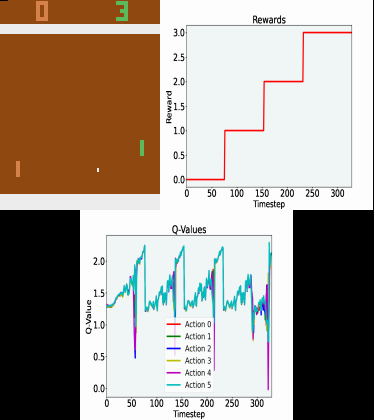 0 3
Rewards
3.0
2.5
2.0
1.5
1.0
0.5
0.0
Reward
0 50 100 150 200 250 300
Timestep
Q-Values
2.0
1.5
1.0
0.5
0.0
Q-Value
Action 0
Action 1
Action 2
Action 3
Action 4
Action 5
0 50 100 150 200 250 300
Timestep